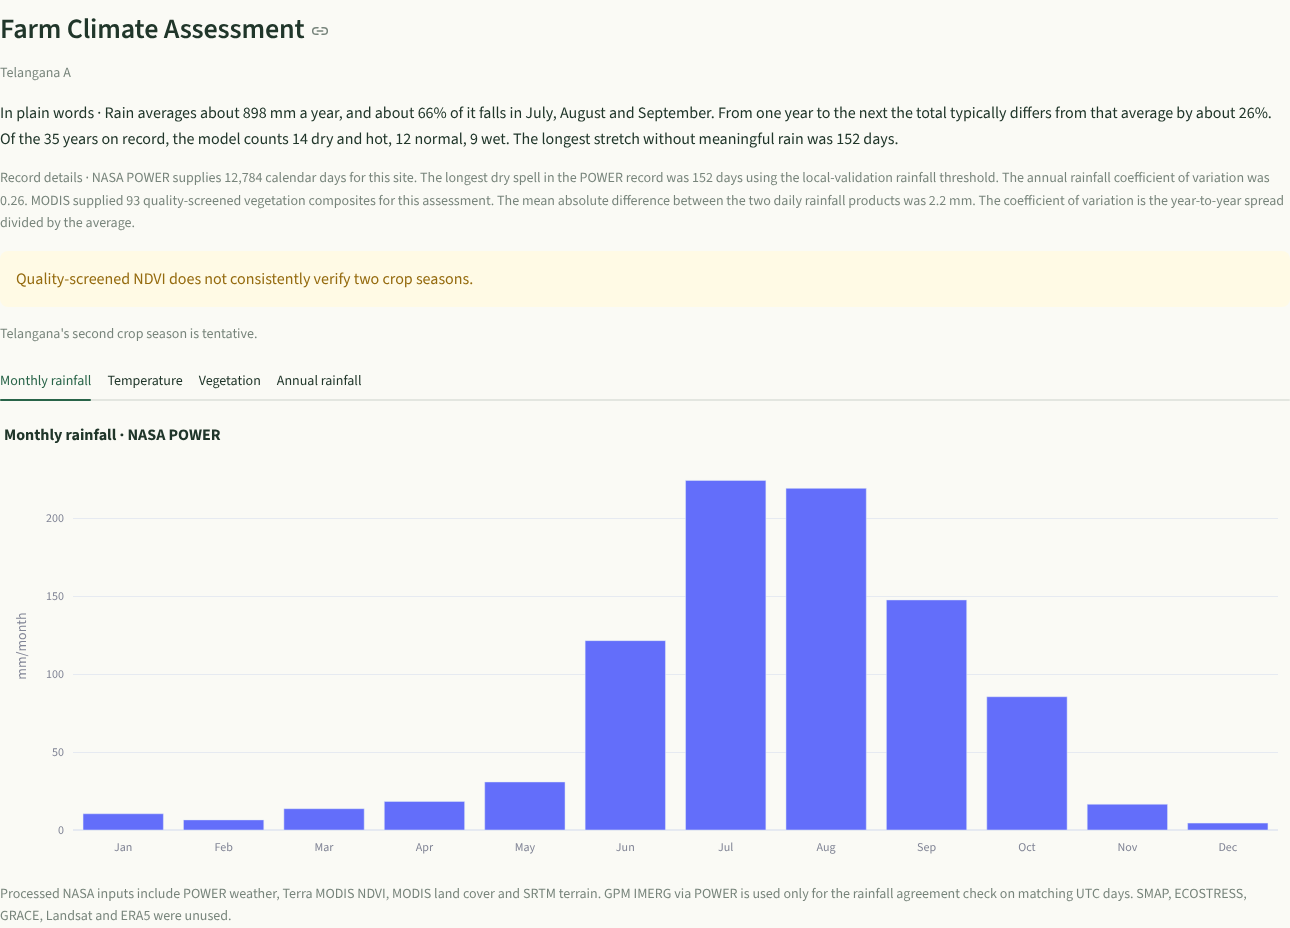 Farm Climate Assessment
Telangana A
In plain words · Rain averages about 898 mm a year, and about 66% of it falls in July, August and September. From one year to the next the total typically differs from that average by about 26%.
Of the 35 years on record, the model counts 14 dry and hot, 12 normal, 9 wet. The longest stretch without meaningful rain was 152 days.
Record details · NASA POWER supplies 12,784 calendar days for this site. The longest dry spell in the POWER record was 152 days using the local-validation rainfall threshold. The annual rainfall coefficient of variation was
0.26. MODIS supplied 93 quality-screened vegetation composites for this assessment. The mean absolute difference between the two daily rainfall products was 2.2 mm. The coefficient of variation is the year-to-year spread
divided by the average.
Quality-screened NDVI does not consistently verify two crop seasons.
Telangana's second crop season is tentative.
Monthly rainfall Temperature Vegetation Annual rainfall
Monthly rainfall · NASA POWER
mm/month
200
150
100
50
0
Jan Feb Mar Apr May Jun Jul Aug Sep Oct Nov Dec
Processed NASA inputs include POWER weather, Terra MODIS NDVI, MODIS land cover and SRTM terrain. GPM IMERG via POWER is used only for the rainfall agreement check on matching UTC days. SMAP, ECOSTRESS,
GRACE, Landsat and ERA5 were unused.